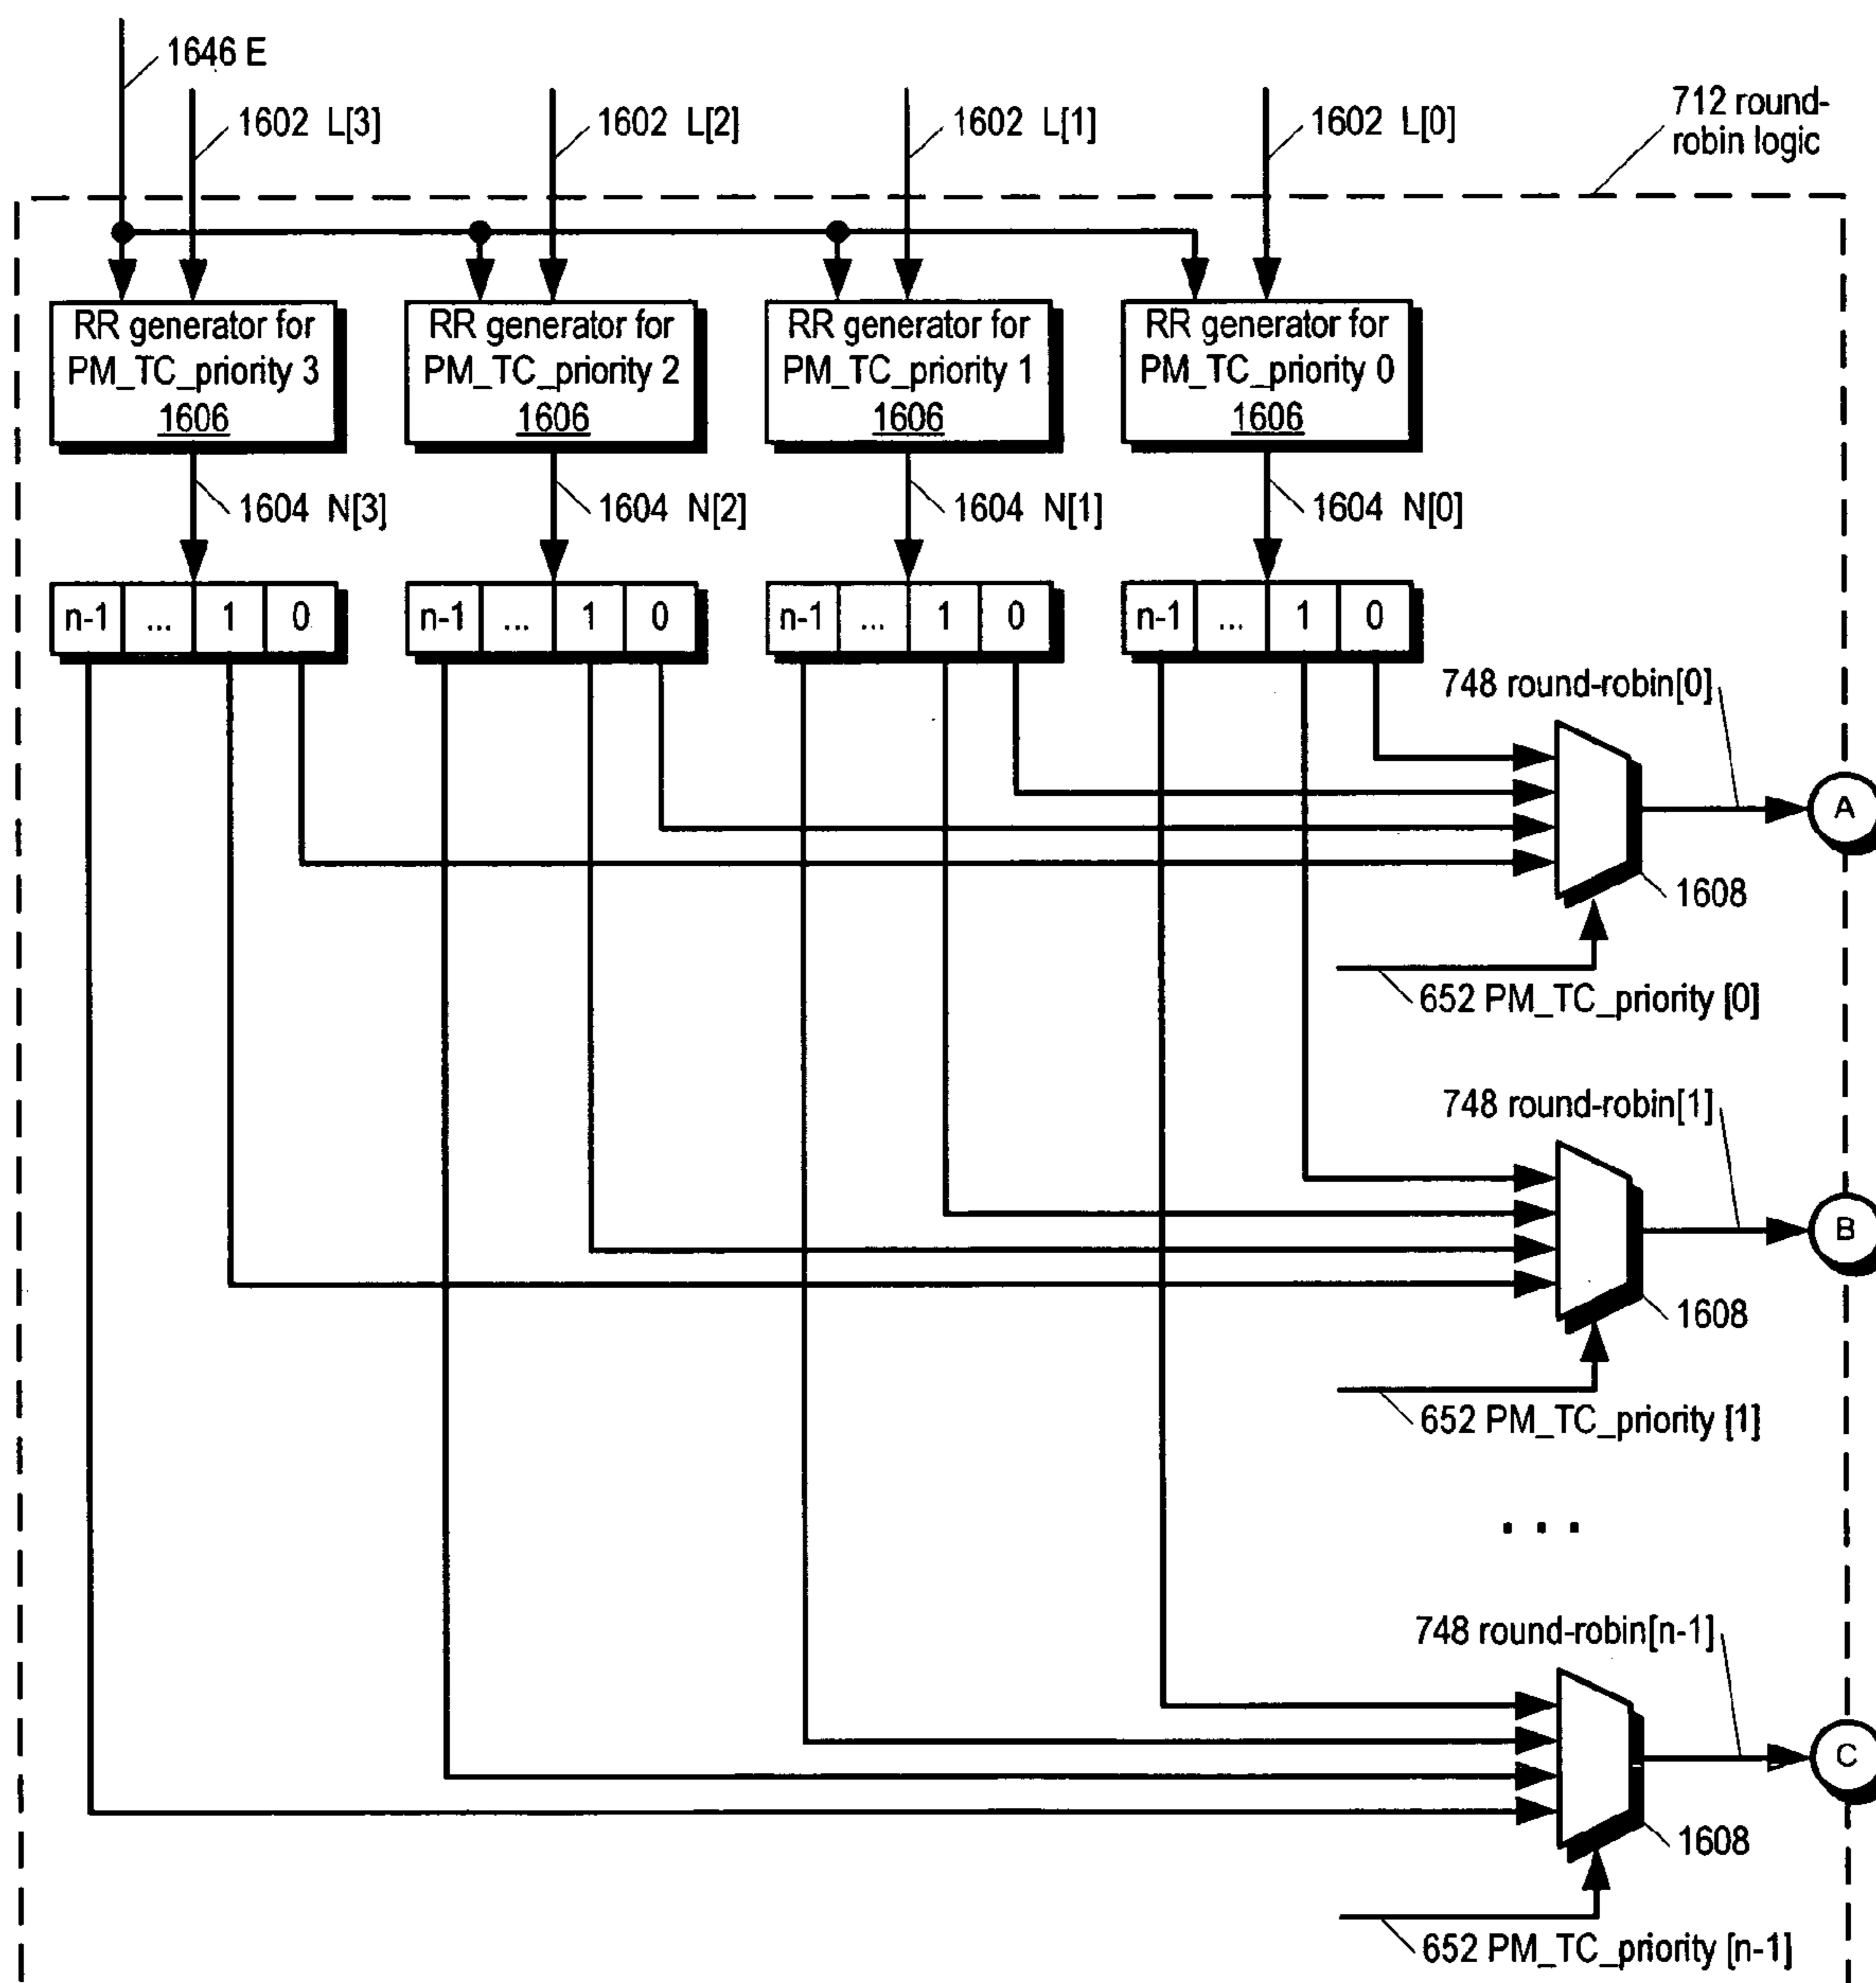 1646 E
1602 L[3]
1602 L[2]
1602 L[1]
1602 L[0]
712 round-
robin logic
RR generator for
PM_TC_priority 3
1606
RR generator for
PM_TC_priority 2
1606
RR generator for
PM_TC_priority 1
1606
RR generator for
PM_TC_priority 0
1606
1604 N[3]
1604 N[2]
1604 N[1]
1604 N[0]
n-1 ... 1 0
n-1 ... 1 0
n-1 ... 1 0
n-1 ... 1 0
748 round-robin[0]
A
1608
652 PM_TC_priority [0]
748 round-robin[1]
B
1608
652 PM_TC_priority [1]
...
748 round-robin[n-1]
C
1608
652 PM_TC_priority [n-1]